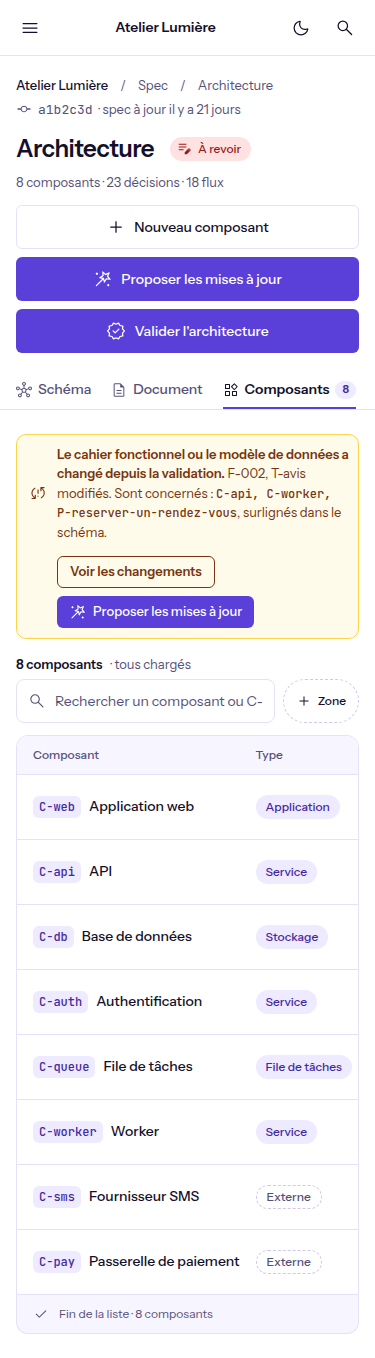 Atelier Lumière
Atelier Lumière / Spec / Architecture
a1b2c3d · spec à jour il y a 21 jours
Architecture À revoir
8 composants · 23 décisions · 18 flux
Nouveau composant
Proposer les mises à jour
Valider l'architecture
Schéma Document Composants 8
Le cahier fonctionnel ou le modèle de données a
changé depuis la validation. F-002, T-avis
modifiés. Sont concernés : C-api, C-worker,
P-reserver-un-rendez-vous, surlignés dans le
schéma.
Voir les changements
Proposer les mises à jour
8 composants · tous chargés
Rechercher un composant ou C- Zone
Composant Type
C-web Application web Application
C-api API Service
C-db Base de données Stockage
C-auth Authentification Service
C-queue File de tâches File de tâches
C-worker Worker Service
C-sms Fournisseur SMS Externe
C-pay Passerelle de paiement Externe
Fin de la liste · 8 composants